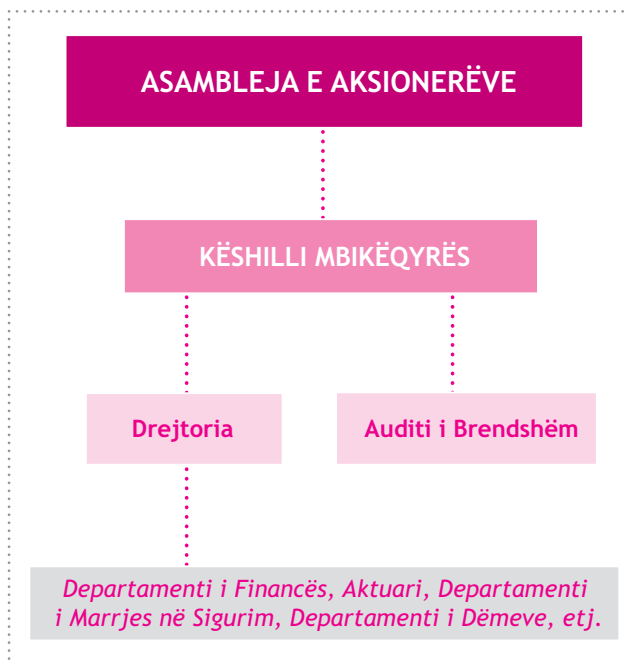 ASAMBLEJA E AKSIONERËVE
KËSHILLI MBIKËQYRËS
Drejtoria
Auditi i Brendshëm
Departamenti i Financës, Aktuari, Departamenti
i Marrjes në Sigurim, Departamenti i Dëmeve, etj.